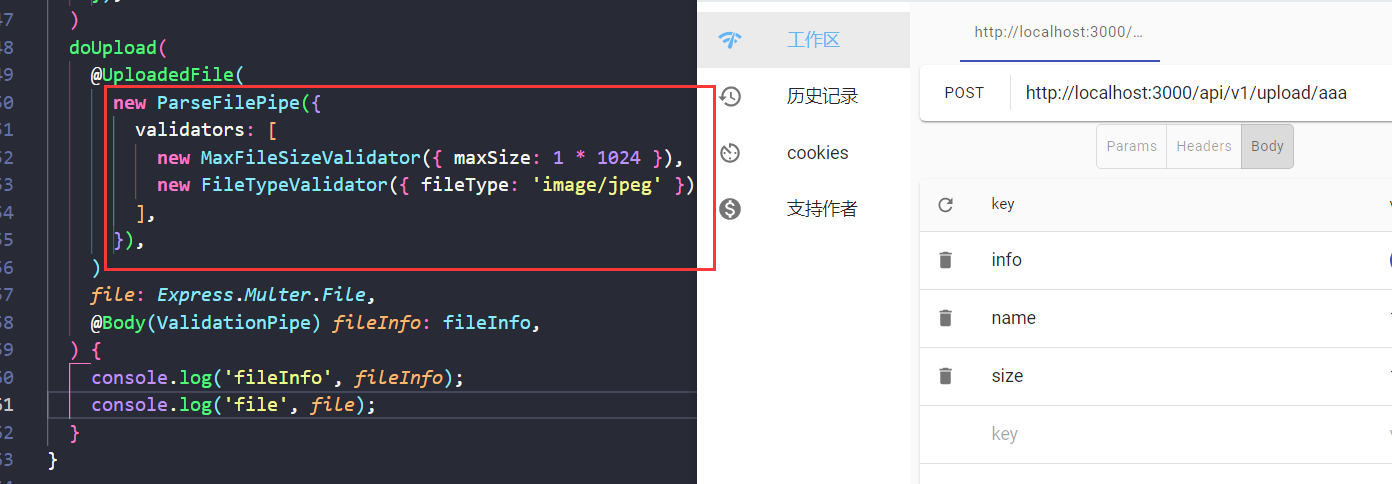 47 )
48 doUpload(
49 @UploadedFile(
50 new ParseFilePipe({
51 validators: [
52 new MaxFileSizeValidator({ maxSize: 1 * 1024 }),
53 new FileTypeValidator({ fileType: 'image/jpeg' })
54 ],
55 }),
56 )
57 file: Express.Multer.File,
58 @Body(ValidationPipe) fileInfo: fileInfo,
59 ) {
60 console.log('fileInfo', fileInfo);
61 console.log('file', file);
62 }
63 }
工作区
历史记录
cookies
支持作者
http://localhost:3000/...
POST http://localhost:3000/api/v1/upload/aaa
Params Headers Body
key
info
name
size
key